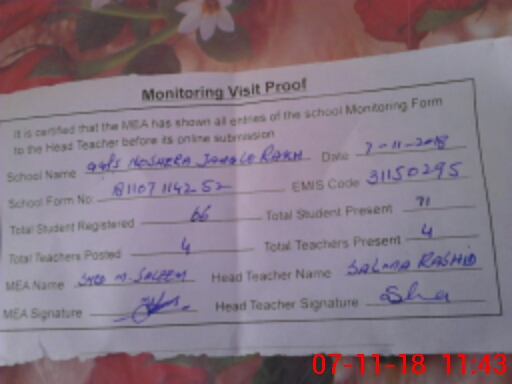 Monitoring Visit Proof
It is certified that the MEA has shown all entries of the school Monitoring Form
to the Head Teacher before its online submission
School Name GGPS NOSHERA JANGLE RAKH Date 7-11-2018
School Form No: 811071142 52 EMIS Code 31150295
Total Student Registered 66 Total Student Present 71
Total Teachers Posted 4 Total Teachers Present 4
MEA Name SYED M. SALEEM Head Teacher Name SALMA RASHID
MEA Signature Head Teacher Signature
07-11-18 11:43